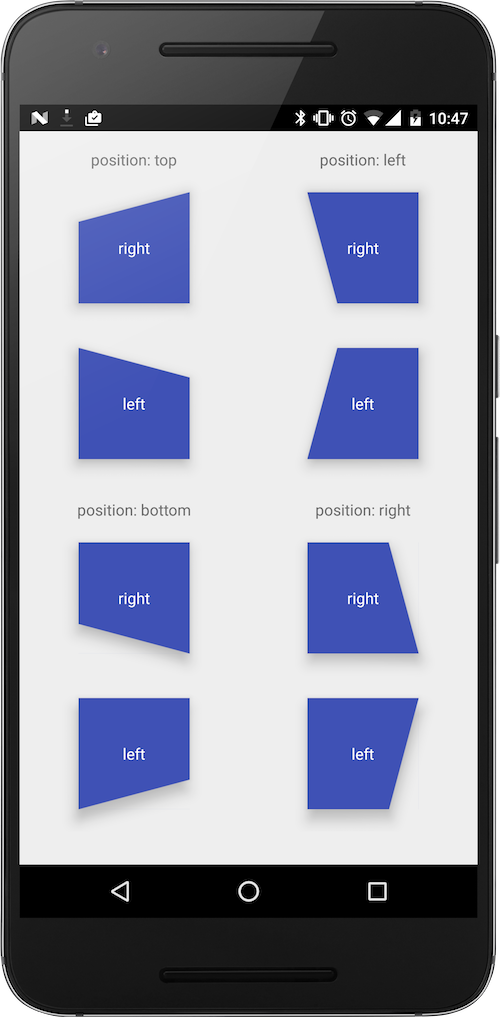 10:47
position: top
position: left
right
right
left
left
position: bottom
position: right
right
right
left
left